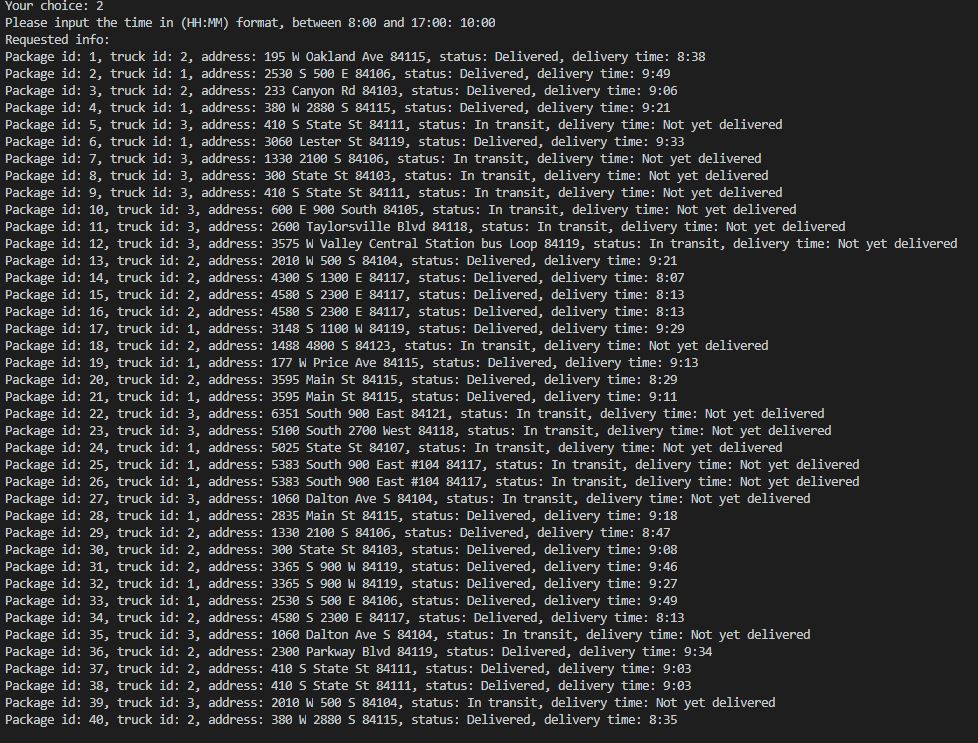 Your choice: 2
Please input the time in (HH:MM) format, between 8:00 and 17:00: 10:00
Requested info:
Package id: 1, truck id: 2, address: 195 W Oakland Ave 84115, status: Delivered, delivery time: 8:38
Package id: 2, truck id: 1, address: 2530 S 500 E 84106, status: Delivered, delivery time: 9:49
Package id: 3, truck id: 2, address: 233 Canyon Rd 84103, status: Delivered, delivery time: 9:06
Package id: 4, truck id: 1, address: 380 W 2880 S 84115, status: Delivered, delivery time: 9:21
Package id: 5, truck id: 3, address: 410 S State St 84111, status: In transit, delivery time: Not yet delivered
Package id: 6, truck id: 1, address: 3060 Lester St 84119, status: Delivered, delivery time: 9:33
Package id: 7, truck id: 3, address: 1330 2100 S 84106, status: In transit, delivery time: Not yet delivered
Package id: 8, truck id: 3, address: 300 State St 84103, status: In transit, delivery time: Not yet delivered
Package id: 9, truck id: 3, address: 410 S State St 84111, status: In transit, delivery time: Not yet delivered
Package id: 10, truck id: 3, address: 600 E 900 South 84105, status: In transit, delivery time: Not yet delivered
Package id: 11, truck id: 3, address: 2600 Taylorsville Blvd 84118, status: In transit, delivery time: Not yet delivered
Package id: 12, truck id: 3, address: 3575 W Valley Central Station bus Loop 84119, status: In transit, delivery time: Not yet delivered
Package id: 13, truck id: 2, address: 2010 W 500 S 84104, status: Delivered, delivery time: 9:21
Package id: 14, truck id: 2, address: 4300 S 1300 E 84117, status: Delivered, delivery time: 8:07
Package id: 15, truck id: 2, address: 4580 S 2300 E 84117, status: Delivered, delivery time: 8:13
Package id: 16, truck id: 2, address: 4580 S 2300 E 84117, status: Delivered, delivery time: 8:13
Package id: 17, truck id: 1, address: 3148 S 1100 W 84119, status: Delivered, delivery time: 9:29
Package id: 18, truck id: 2, address: 1488 4800 S 84123, status: In transit, delivery time: Not yet delivered
Package id: 19, truck id: 1, address: 177 W Price Ave 84115, status: Delivered, delivery time: 9:13
Package id: 20, truck id: 2, address: 3595 Main St 84115, status: Delivered, delivery time: 8:29
Package id: 21, truck id: 1, address: 3595 Main St 84115, status: Delivered, delivery time: 9:11
Package id: 22, truck id: 3, address: 6351 South 900 East 84121, status: In transit, delivery time: Not yet delivered
Package id: 23, truck id: 3, address: 5100 South 2700 West 84118, status: In transit, delivery time: Not yet delivered
Package id: 24, truck id: 1, address: 5025 State St 84107, status: In transit, delivery time: Not yet delivered
Package id: 25, truck id: 1, address: 5383 South 900 East #104 84117, status: In transit, delivery time: Not yet delivered
Package id: 26, truck id: 1, address: 5383 South 900 East #104 84117, status: In transit, delivery time: Not yet delivered
Package id: 27, truck id: 3, address: 1060 Dalton Ave S 84104, status: In transit, delivery time: Not yet delivered
Package id: 28, truck id: 1, address: 2835 Main St 84115, status: Delivered, delivery time: 9:18
Package id: 29, truck id: 2, address: 1330 2100 S 84106, status: Delivered, delivery time: 8:47
Package id: 30, truck id: 2, address: 300 State St 84103, status: Delivered, delivery time: 9:08
Package id: 31, truck id: 2, address: 3365 S 900 W 84119, status: Delivered, delivery time: 9:46
Package id: 32, truck id: 1, address: 3365 S 900 W 84119, status: Delivered, delivery time: 9:27
Package id: 33, truck id: 1, address: 2530 S 500 E 84106, status: Delivered, delivery time: 9:49
Package id: 34, truck id: 2, address: 4580 S 2300 E 84117, status: Delivered, delivery time: 8:13
Package id: 35, truck id: 3, address: 1060 Dalton Ave S 84104, status: In transit, delivery time: Not yet delivered
Package id: 36, truck id: 2, address: 2300 Parkway Blvd 84119, status: Delivered, delivery time: 9:34
Package id: 37, truck id: 2, address: 410 S State St 84111, status: Delivered, delivery time: 9:03
Package id: 38, truck id: 2, address: 410 S State St 84111, status: Delivered, delivery time: 9:03
Package id: 39, truck id: 3, address: 2010 W 500 S 84104, status: In transit, delivery time: Not yet delivered
Package id: 40, truck id: 2, address: 380 W 2880 S 84115, status: Delivered, delivery time: 8:35